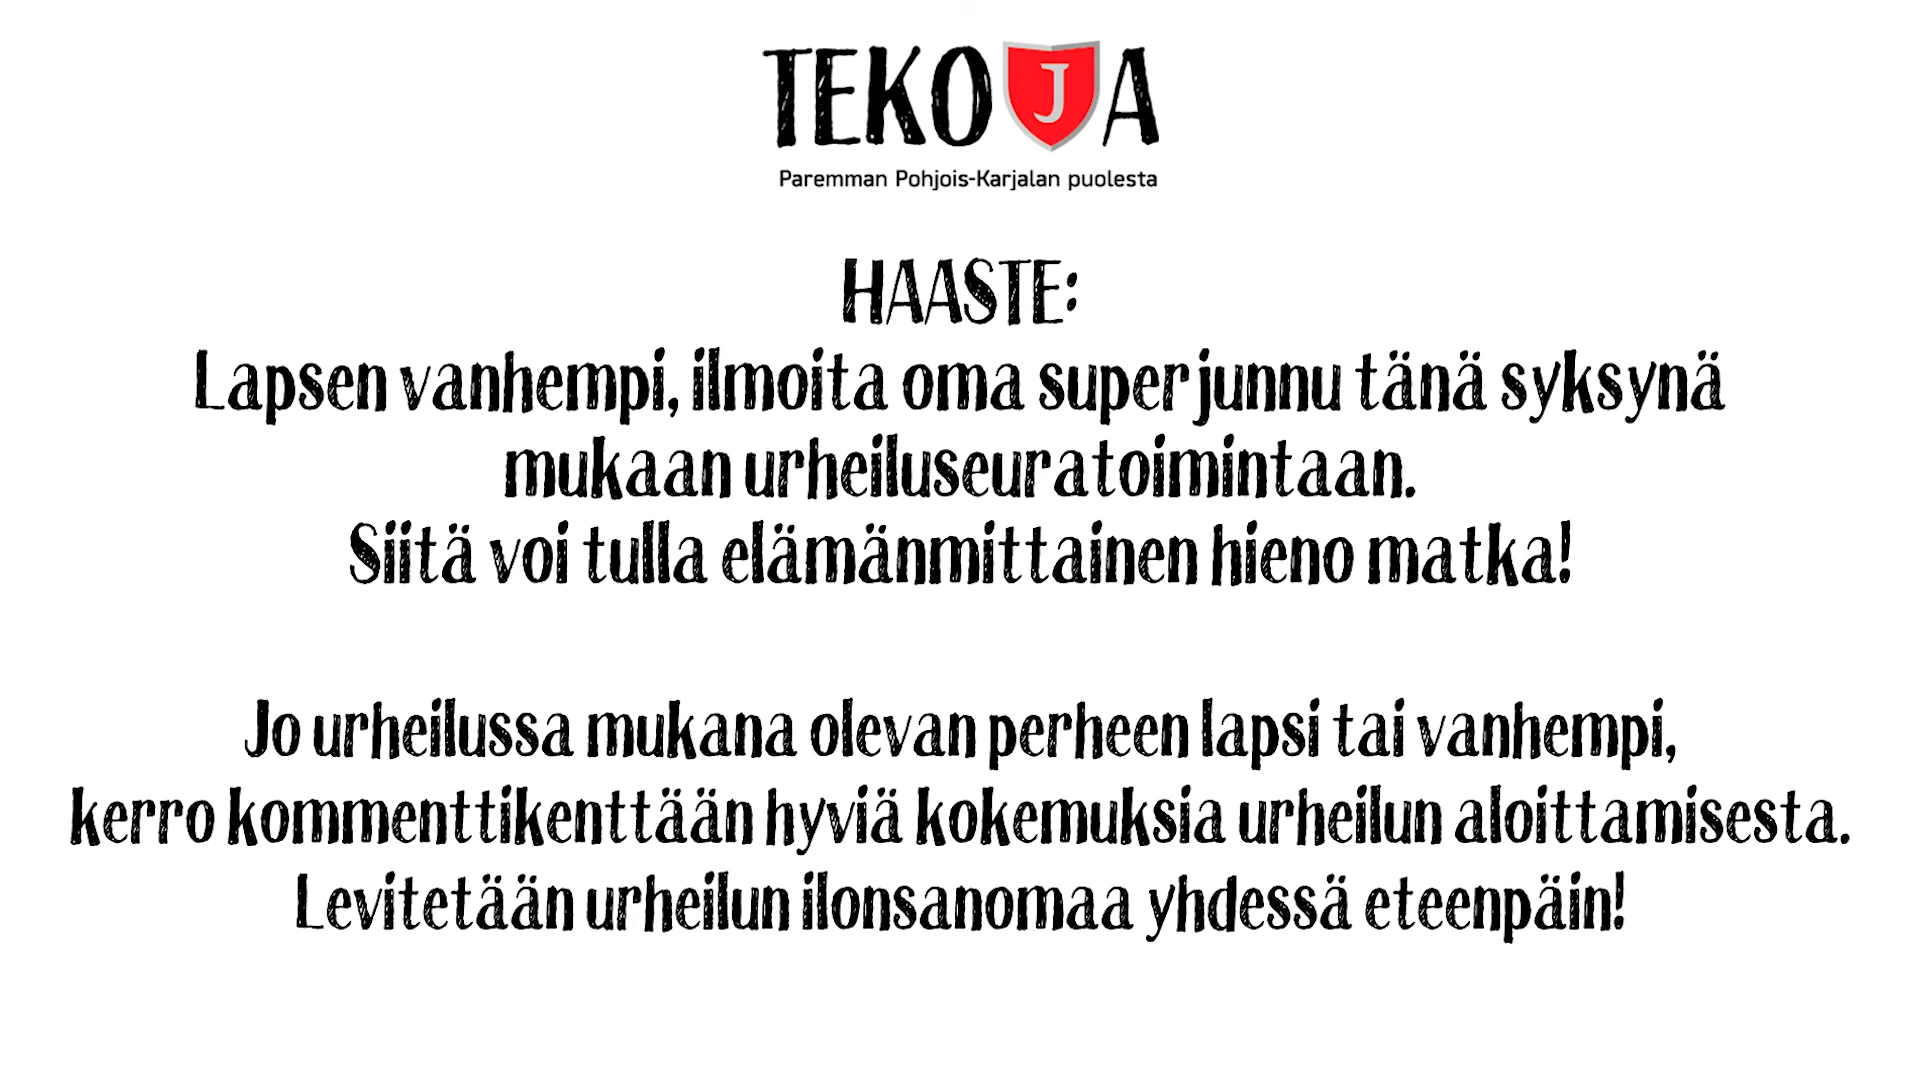 TEKOJA
Paremman Pohjois-Karjalan puolesta
HAASTE:
Lapsen vanhempi, ilmoita oma superjunnu tänä syksynä
mukaan urheiluseuratoimintaan.
Siitä voi tulla elämänmittainen hieno matka!
Jo urheilussa mukana olevan perheen lapsi tai vanhempi,
kerro kommenttikenttään hyviä kokemuksia urheilun aloittamisesta.
Levitetään urheilun ilonsanomaa yhdessä eteenpäin!